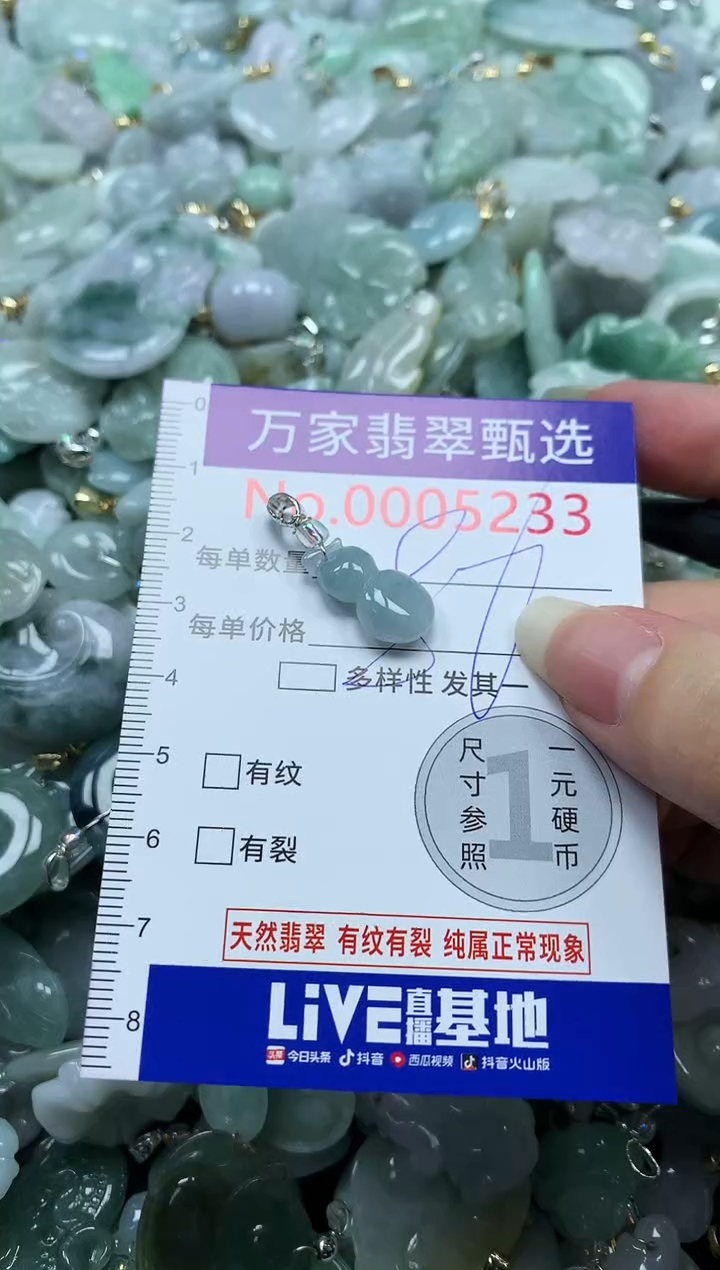 0
万家翡翠甄选
1
No.0005233
2
每单数量
3
每单价格
4
多样性 发其一
5
有纹
尺寸参照
1
一元硬币
6
有裂
7
天然翡翠 有纹有裂 纯属正常现象
8
LiVE直播基地
头条 今日头条 抖音 西瓜视频 抖音火山版